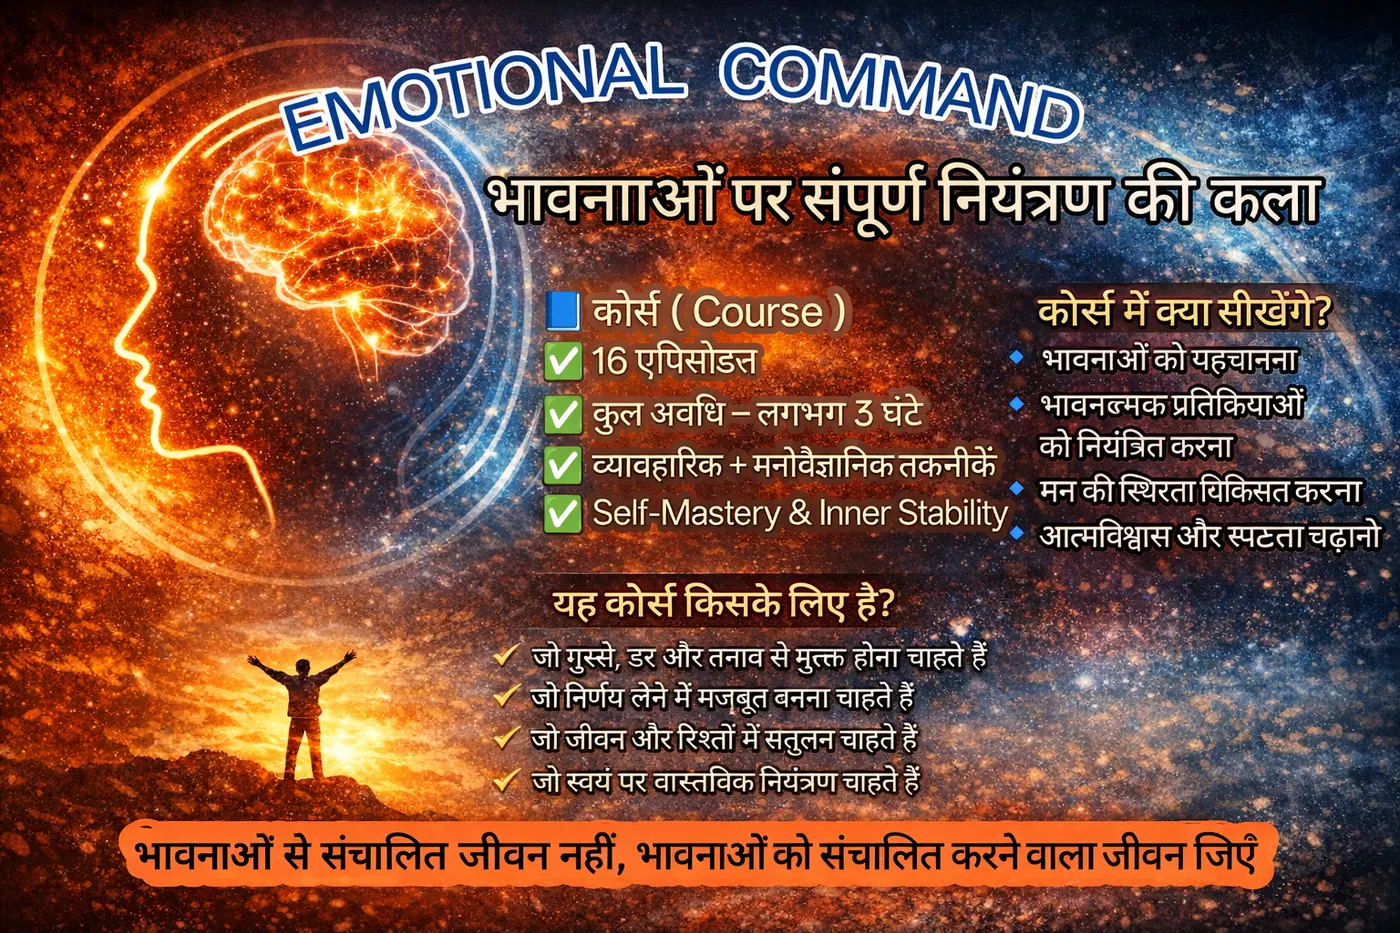 EMOTIONAL COMMAND
भावनााओं पर संपूर्ण नियंत्रण की कला
कोर्स ( Course )
16 एपिसोडत
कुल अवधि – लगभग 3 घंटे
व्यावहारिक + मनोवैज्ञानिक तकनीकें
Self-Mastery & Inner Stability
कोर्स में क्या सीखेंगे?
भावनाओं को यहचानना
भावनत्मक प्रतिकियाओं
को नियंत्रित करना
मन की स्थिरता विकिसत करना
आत्मविश्वास और स्पटता चढ़ानो
यह कोर्स किसके लिए है?
जो गुस्से, डर और तनाव से मुत्क होना चाहते हैं
जो निर्णय लेने में मजबूत बनना चाहते हैं
जो जीवन और रिश्तों में सतुलन चाहते हैं
जो स्वयं पर वास्तविक नियंत्रण चाहते हैं
भावनाओं से संचालित जीवन नहीं, भावनाओं को संचालित करने वाला जीवन जिएँ